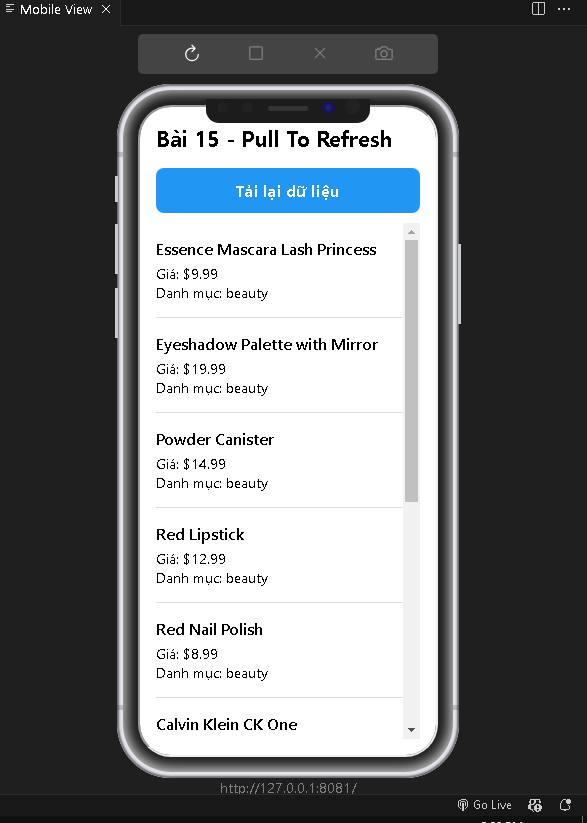 Mobile View
Bài 15 - Pull To Refresh
Tải lại dữ liệu
Essence Mascara Lash Princess
Giá: $9.99
Danh mục: beauty
Eyeshadow Palette with Mirror
Giá: $19.99
Danh mục: beauty
Powder Canister
Giá: $14.99
Danh mục: beauty
Red Lipstick
Giá: $12.99
Danh mục: beauty
Red Nail Polish
Giá: $8.99
Danh mục: beauty
Calvin Klein CK One
http://127.0.0.1:8081/
Go Live